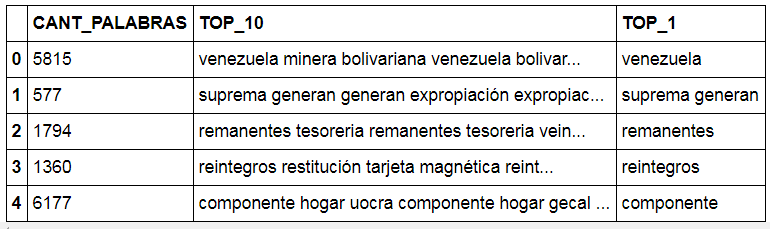 CANT_PALABRAS TOP_10 TOP_1
0 5815 venezuela minera bolivariana venezuela bolivar... venezuela
1 577 suprema generan generan expropiación expropiac... suprema generan
2 1794 remanentes tesoreria remanentes tesoreria vein... remanentes
3 1360 reintegros restitución tarjeta magnética reint... reintegros
4 6177 componente hogar uocra componente hogar gecal ... componente